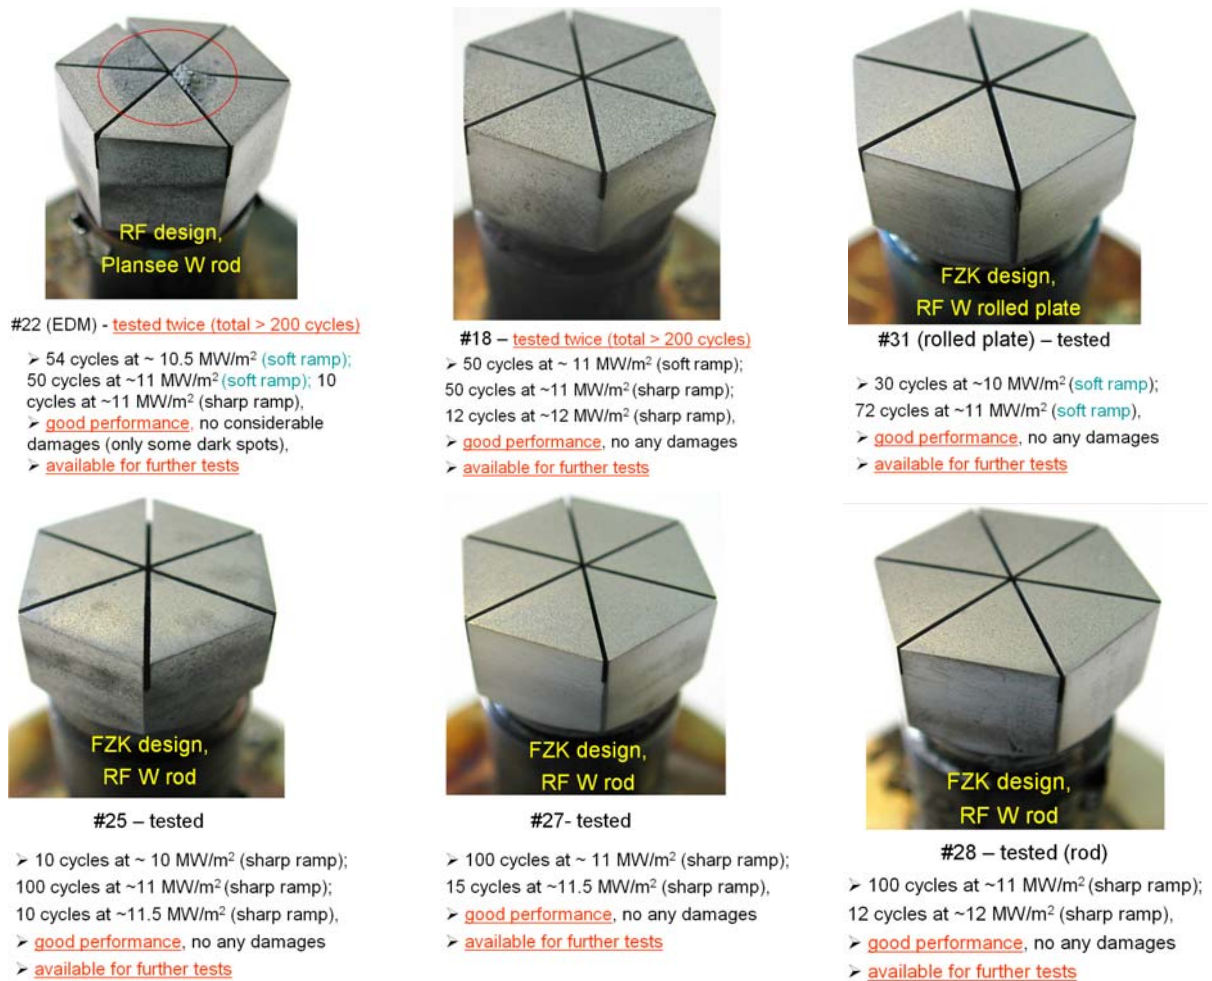 RF design,
Plansee W rod
#22 (EDM) - tested twice (total > 200 cycles)
➢ 54 cycles at ~ 10.5 MW/m² (soft ramp);
50 cycles at ~11 MW/m² (soft ramp); 10
cycles at ~11 MW/m² (sharp ramp),
➢ good performance, no considerable
damages (only some dark spots),
➢ available for further tests
#18 – tested twice (total > 200 cycles)
➢ 50 cycles at ~ 11 MW/m² (soft ramp);
50 cycles at ~11 MW/m² (sharp ramp);
12 cycles at ~12 MW/m² (sharp ramp),
➢ good performance, no any damages
➢ available for further tests
FZK design,
RF W rolled plate
#31 (rolled plate) – tested
➢ 30 cycles at ~10 MW/m² (soft ramp);
72 cycles at ~11 MW/m² (soft ramp),
➢ good performance, no any damages
➢ available for further tests
FZK design,
RF W rod
#25 – tested
➢ 10 cycles at ~ 10 MW/m² (sharp ramp);
100 cycles at ~11 MW/m² (sharp ramp);
10 cycles at ~11.5 MW/m² (sharp ramp),
➢ good performance, no any damages
➢ available for further tests
FZK design,
RF W rod
#27- tested
➢ 100 cycles at ~ 11 MW/m² (sharp ramp);
15 cycles at ~11.5 MW/m² (sharp ramp),
➢ good performance, no any damages
➢ available for further tests
FZK design,
RF W rod
#28 – tested (rod)
➢ 100 cycles at ~11 MW/m² (sharp ramp);
12 cycles at ~12 MW/m² (sharp ramp),
➢ good performance, no any damages
➢ available for further tests